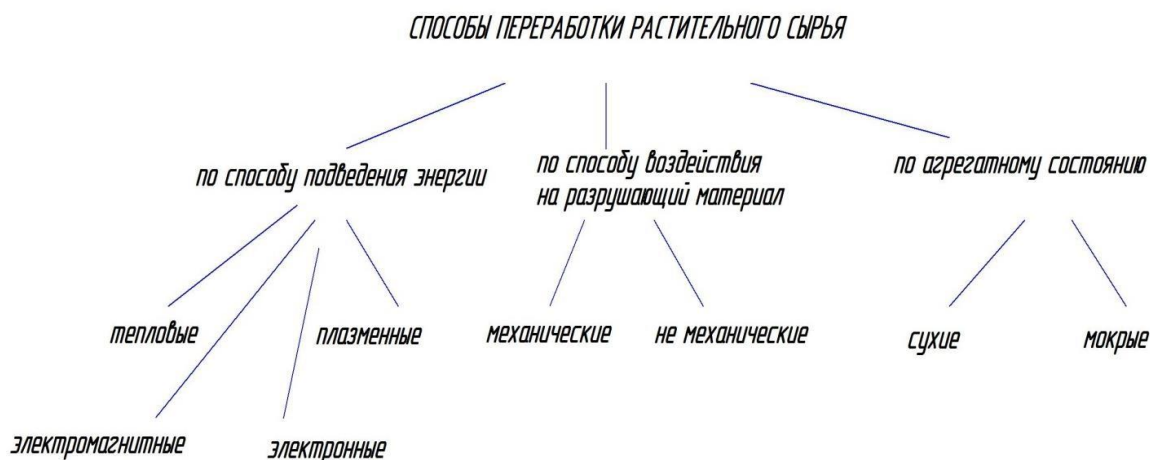 СПОСОБЫ ПЕРЕРАБОТКИ РАСТИТЕЛЬНОГО СЫРЬЯ
по способу подведения энергии
по способу воздействия
на разрушающий материал
по агрегатному состоянию
тепловые
плазменные
механические
не механические
сухие
мокрые
электромагнитные
электронные